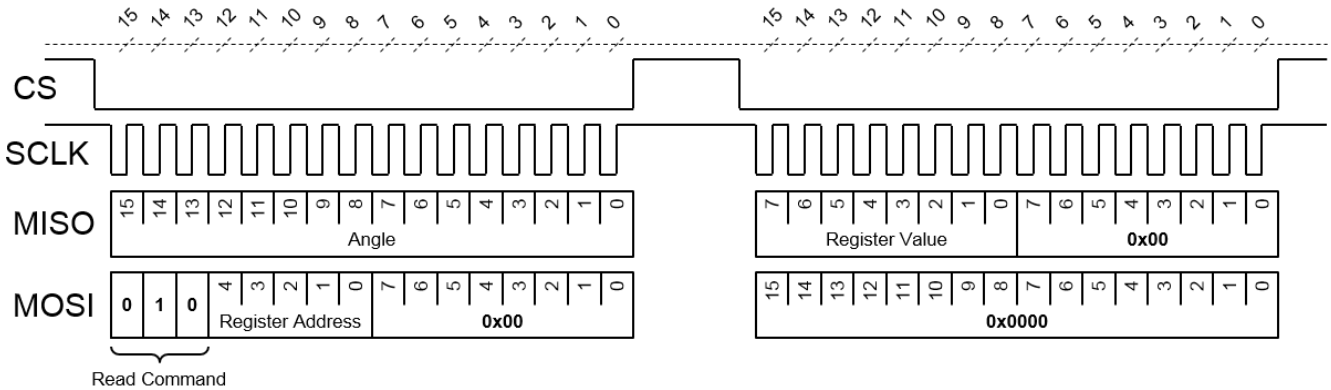 15 14 13 12 11 10 9 8 7 6 5 4 3 2 1 0 15 14 13 12 11 10 9 8 7 6 5 4 3 2 1 0
CS
SCLK
MISO 15 14 13 12 11 10 9 8 7 6 5 4 3 2 1 0 7 6 5 4 3 2 1 0 7 6 5 4 3 2 1 0
Angle Register Value 0x00
MOSI 0 1 0 4 3 2 1 0 7 6 5 4 3 2 1 0 15 14 13 12 11 10 9 8 7 6 5 4 3 2 1 0
Register Address 0x00 0x0000
Read Command